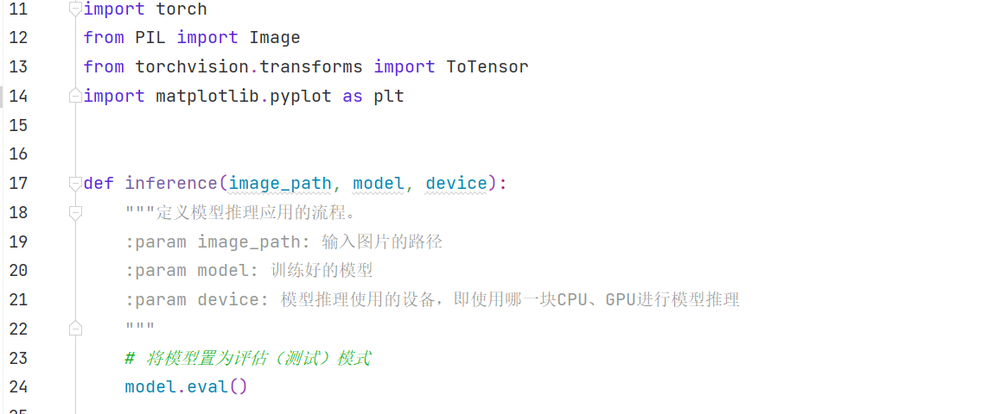 11 import torch
12 from PIL import Image
13 from torchvision.transforms import ToTensor
14 import matplotlib.pyplot as plt
15
16
17 def inference(image_path, model, device):
18     """定义模型推理应用的流程。
19     :param image_path: 输入图片的路径
20     :param model: 训练好的模型
21     :param device: 模型推理使用的设备，即使用哪一块CPU、GPU进行模型推理
22     """
23     # 将模型置为评估（测试）模式
24     model.eval()
25